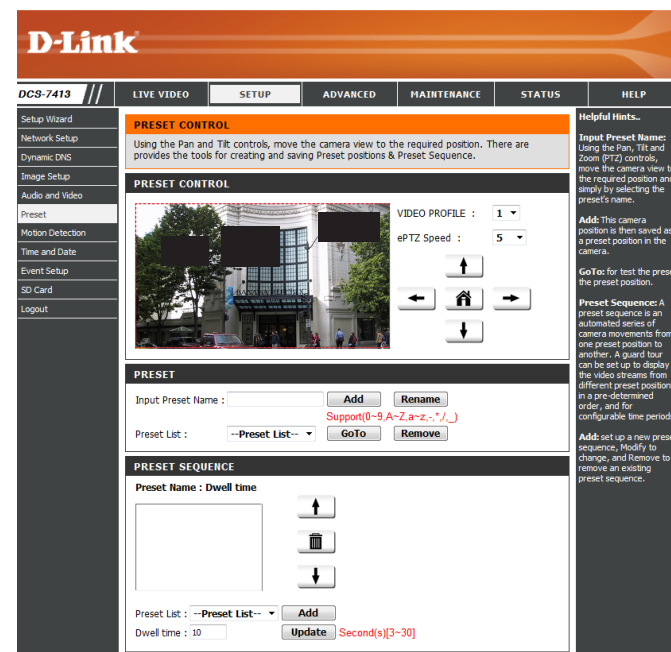 D-Link
DCS-7413
LIVE VIDEO
SETUP
ADVANCED
MAINTENANCE
STATUS
HELP
Setup Wizard
Network Setup
Dynamic DNS
Image Setup
Audio and Video
Preset
Motion Detection
Time and Date
Event Setup
SD Card
Logout
PRESET CONTROL
Using the Pan and Tilt controls, move the camera view to the required position. There are
provides the tools for creating and saving Preset positions & Preset Sequence.
PRESET CONTROL
VIDEO PROFILE : 1
ePTZ Speed : 5
PRESET
Input Preset Name : Add Rename
Support(0~9,A~Z,a~z,-,*,/,_)
Preset List : --Preset List-- GoTo Remove
PRESET SEQUENCE
Preset Name : Dwell time
Preset List : --Preset List-- Add
Dwell time : 10 Update Second(s)[3~30]
Helpful Hints..
Input Preset Name:
Using the Pan, Tilt and
Zoom (PTZ) controls,
move the camera view t
the required position an
simply by selecting the
preset's name.
Add: This camera
position is then saved as
a preset position in the
camera.
GoTo: for test the prese
the preset position.
Preset Sequence: A
preset sequence is an
automated series of
camera movements from
one preset position to
another. A guard tour
can be set up to display
the video streams from
different preset position
in a pre-determined
order, and for
configurable time periods
Add: set up a new prese
sequence, Modify to
change, and Remove to
remove an existing
preset sequence.